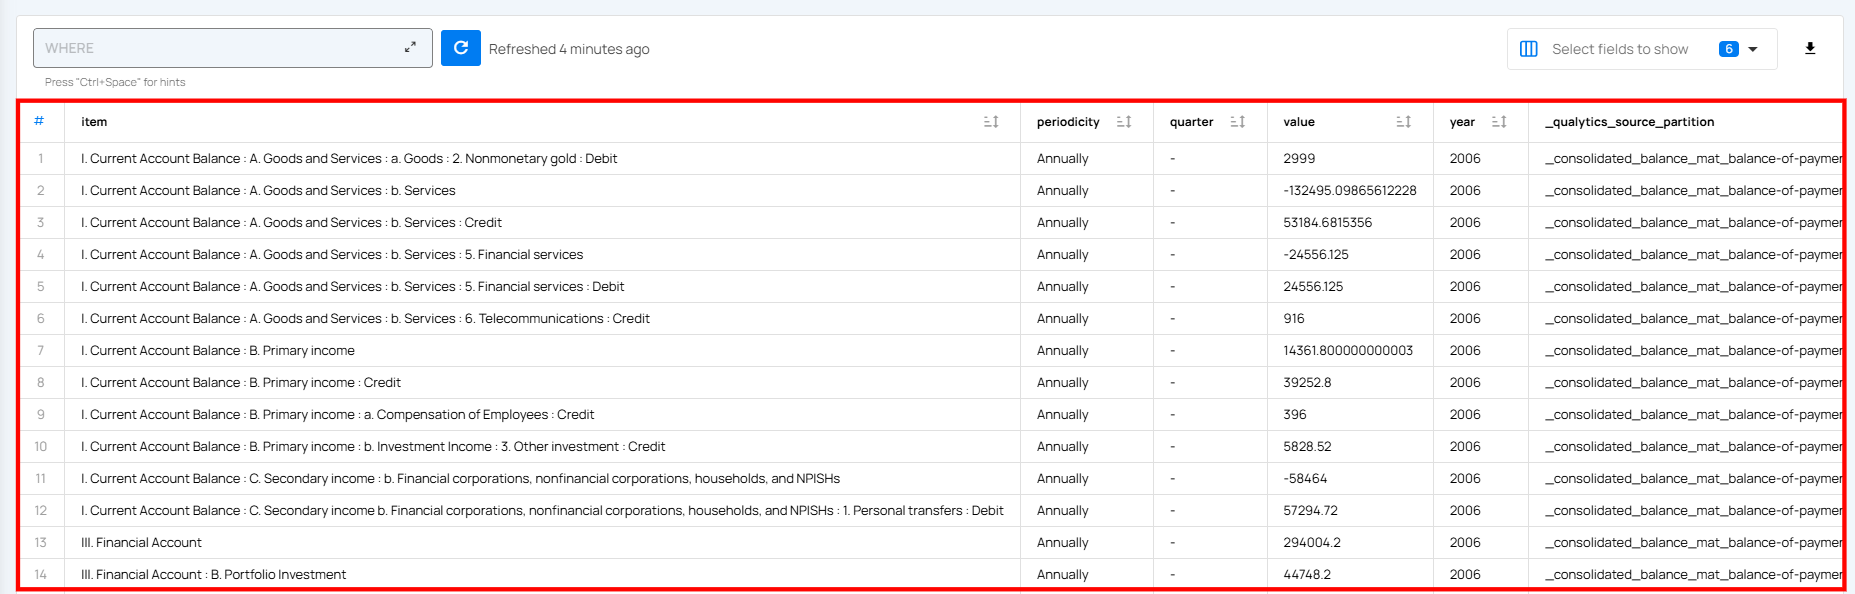 WHERE
Refreshed 4 minutes ago
Select fields to show 6
Press "Ctrl+Space" for hints
# item periodicity quarter value year _qualytics_source_partition
1 I. Current Account Balance : A. Goods and Services : a. Goods : 2. Nonmonetary gold : Debit Annually - 2999 2006 _consolidated_balance_mat_balance-of-paymer
2 I. Current Account Balance : A. Goods and Services : b. Services Annually - -132495.09865612228 2006 _consolidated_balance_mat_balance-of-paymer
3 I. Current Account Balance : A. Goods and Services : b. Services : Credit Annually - 53184.6815356 2006 _consolidated_balance_mat_balance-of-paymer
4 I. Current Account Balance : A. Goods and Services : b. Services : 5. Financial services Annually - -24556.125 2006 _consolidated_balance_mat_balance-of-paymer
5 I. Current Account Balance : A. Goods and Services : b. Services : 5. Financial services : Debit Annually - 24556.125 2006 _consolidated_balance_mat_balance-of-paymer
6 I. Current Account Balance : A. Goods and Services : b. Services : 6. Telecommunications : Credit Annually - 916 2006 _consolidated_balance_mat_balance-of-paymer
7 I. Current Account Balance : B. Primary income Annually - 14361.800000000003 2006 _consolidated_balance_mat_balance-of-paymer
8 I. Current Account Balance : B. Primary income : Credit Annually - 39252.8 2006 _consolidated_balance_mat_balance-of-paymer
9 I. Current Account Balance : B. Primary income : a. Compensation of Employees : Credit Annually - 396 2006 _consolidated_balance_mat_balance-of-paymer
10 I. Current Account Balance : B. Primary income : b. Investment Income : 3. Other investment : Credit Annually - 5828.52 2006 _consolidated_balance_mat_balance-of-paymer
11 I. Current Account Balance : C. Secondary income : b. Financial corporations, nonfinancial corporations, households, and NPISHs Annually - -58464 2006 _consolidated_balance_mat_balance-of-paymer
12 I. Current Account Balance : C. Secondary income b. Financial corporations, nonfinancial corporations, households, and NPISHs : 1. Personal transfers : Debit Annually - 57294.72 2006 _consolidated_balance_mat_balance-of-paymer
13 III. Financial Account Annually - 294004.2 2006 _consolidated_balance_mat_balance-of-paymer
14 III. Financial Account : B. Portfolio Investment Annually - 44748.2 2006 _consolidated_balance_mat_balance-of-paymer